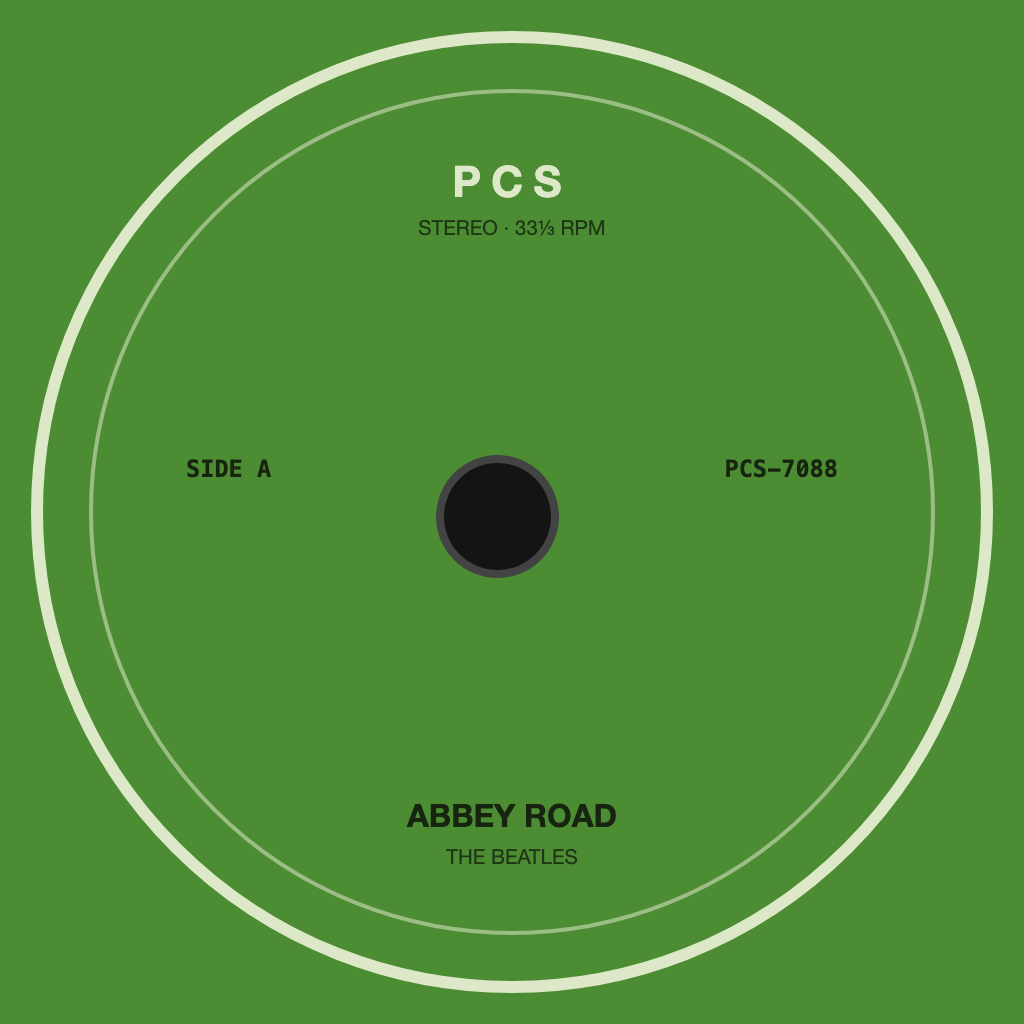 PCS
STEREO · 33⅓ RPM
SIDE A
PCS–7088
ABBEY ROAD
THE BEATLES